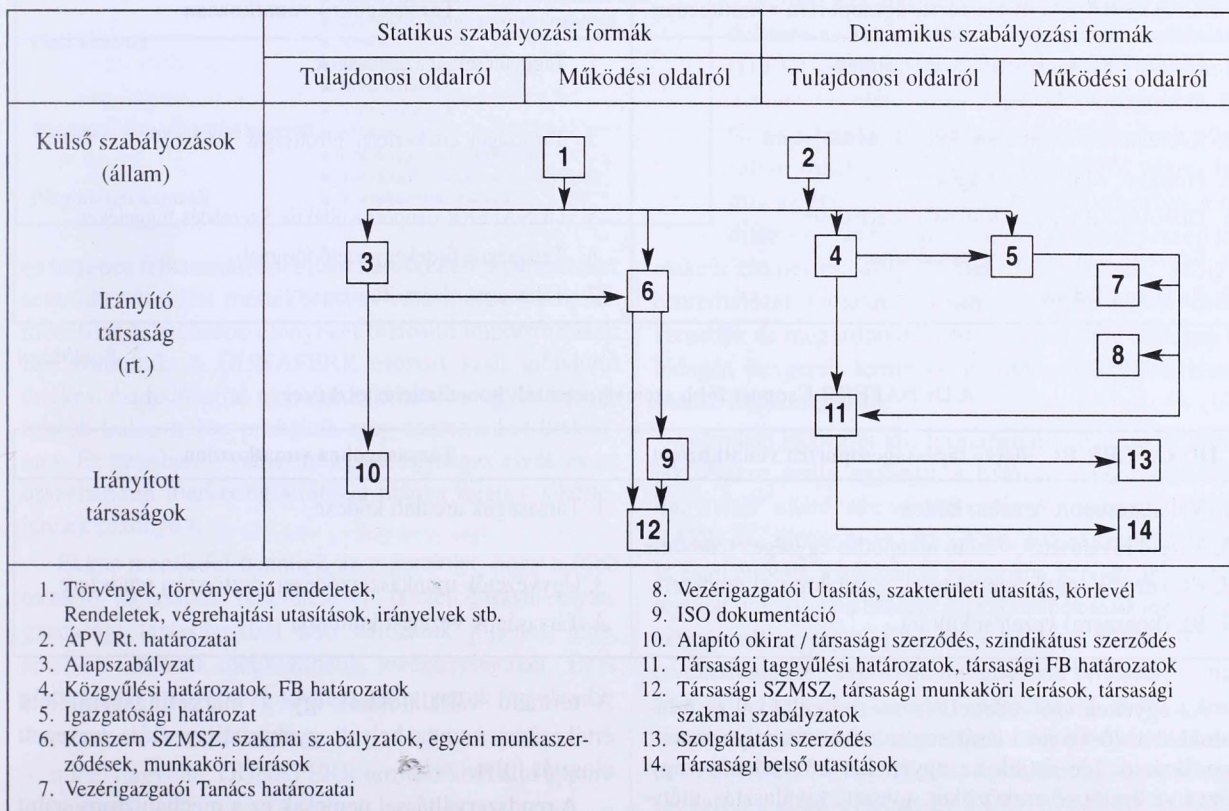 Statikus szabályozási formák
Dinamikus szabályozási formák
Tulajdonosi oldalról
Működési oldalról
Tulajdonosi oldalról
Működési oldalról
Külső szabályozások
(állam)
1
2
Irányító
társaság
(rt.)
3
4
5
6
7
8
11
Irányított
társaságok
10
9
13
12
14
1. Törvények, törvényerejű rendeletek,
Rendeletek, végrehajtási utasítások, irányelvek stb.
2. ÁPV Rt. határozatai
3. Alapszabályzat
4. Közgyűlési határozatok, FB határozatok
5. Igazgatósági határozat
6. Konszern SZMSZ, szakmai szabályzatok, egyéni munkaszer-
ződések, munkaköri leírások
7. Vezérigazgatói Tanács határozatai
8. Vezérigazgatói Utasítás, szakterületi utasítás, körlevél
9. ISO dokumentáció
10. Alapító okirat / társasági szerződés, szindikátusi szerződés
11. Társasági taggyűlési határozatok, társasági FB határozatok
12. Társasági SZMSZ, társasági munkaköri leírások, társasági
szakmai szabályzatok
13. Szolgáltatási szerződés
14. Társasági belső utasítások